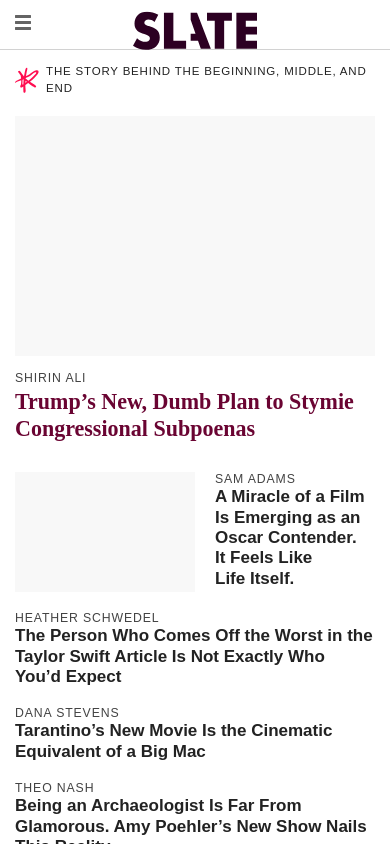 SLATE
THE STORY BEHIND THE BEGINNING, MIDDLE, AND
END
SHIRIN ALI
Trump’s New, Dumb Plan to Stymie
Congressional Subpoenas
SAM ADAMS
A Miracle of a Film
Is Emerging as an
Oscar Contender.
It Feels Like
Life Itself.
HEATHER SCHWEDEL
The Person Who Comes Off the Worst in the
Taylor Swift Article Is Not Exactly Who
You’d Expect
DANA STEVENS
Tarantino’s New Movie Is the Cinematic
Equivalent of a Big Mac
THEO NASH
Being an Archaeologist Is Far From
Glamorous. Amy Poehler’s New Show Nails
This Reality